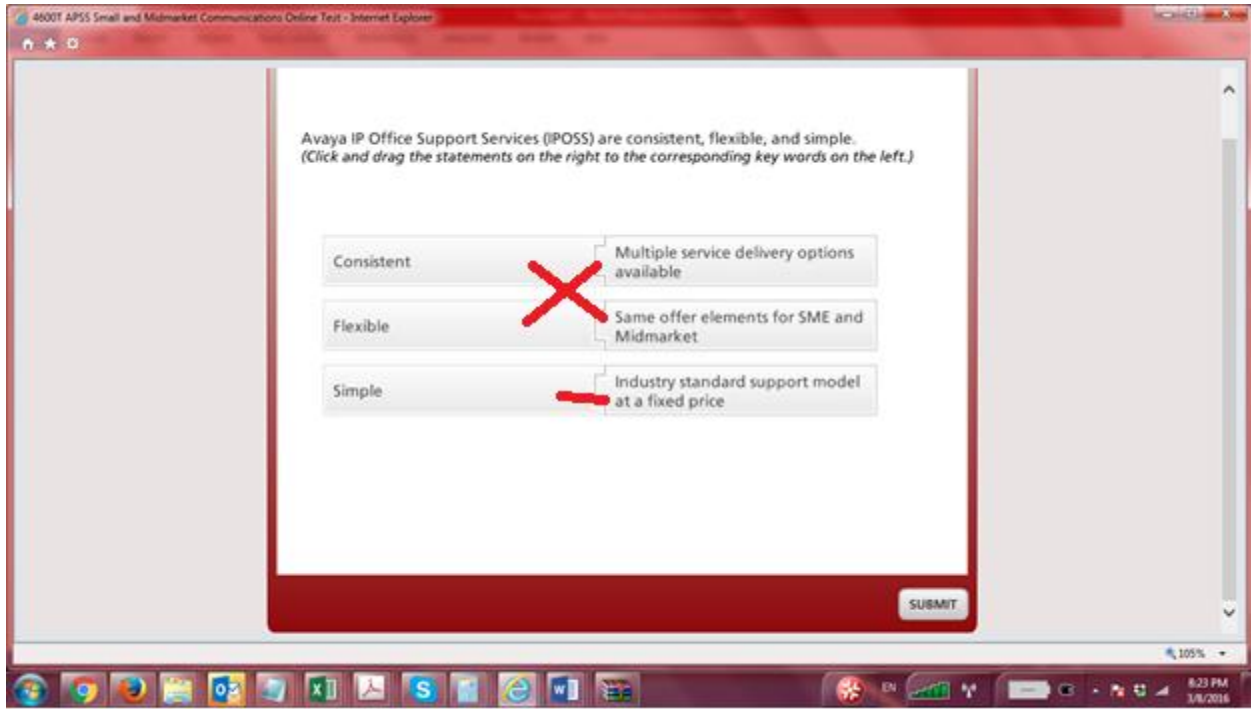 4600T APSS Small and Midmarket Communications Online Test - Internet Explorer
Avaya IP Office Support Services (IPOSS) are consistent, flexible, and simple.
(Click and drag the statements on the right to the corresponding key words on the left.)
Consistent
Multiple service delivery options
available
Flexible
Same offer elements for SME and
Midmarket
Simple
Industry standard support model
at a fixed price
SUBMIT
105%
EN
8:23 PM
3/8/2016